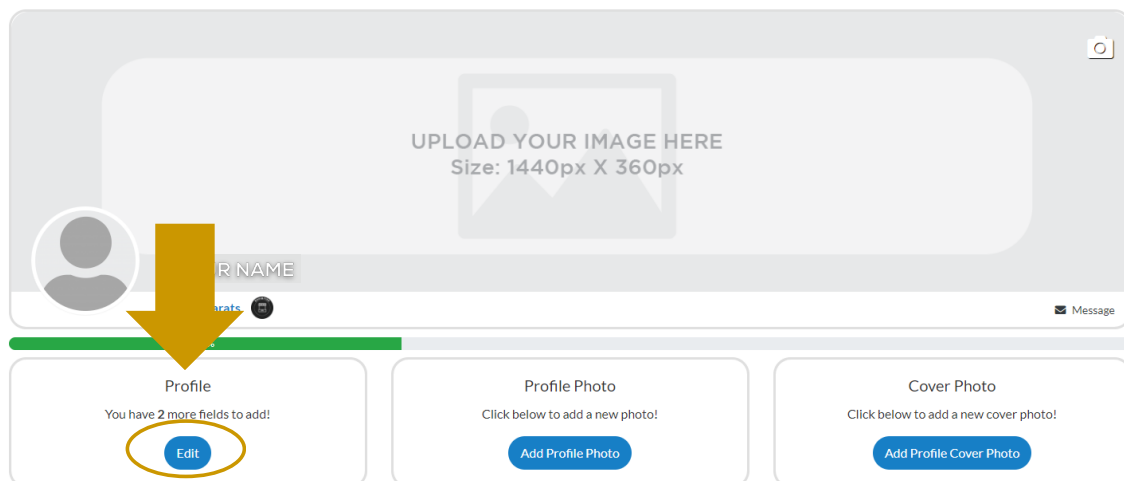 UPLOAD YOUR IMAGE HERE
Size: 1440px X 360px
NAME
Message
Profile
You have 2 more fields to add!
Edit
Profile Photo
Click below to add a new photo!
Add Profile Photo
Cover Photo
Click below to add a new cover photo!
Add Profile Cover Photo